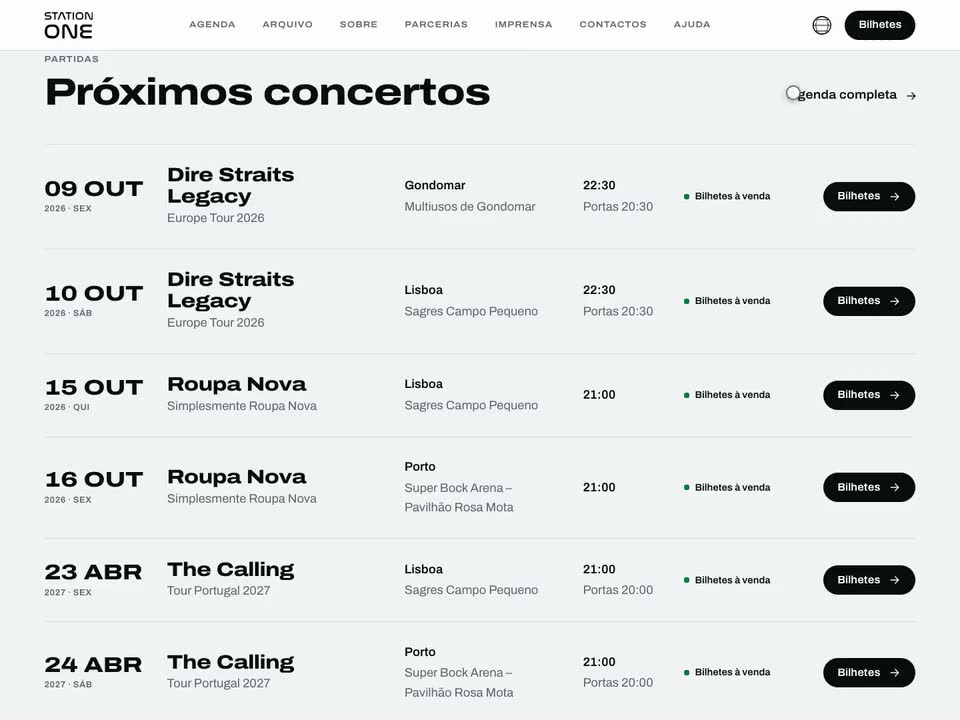 STATION
ONE
AGENDA ARQUIVO SOBRE PARCERIAS IMPRENSA CONTACTOS AJUDA
Bilhetes
PARTIDAS
Próximos concertos
genda completa →
09 OUT
2026 · SEX
Dire Straits
Legacy
Europe Tour 2026
Gondomar
Multiusos de Gondomar
22:30
Portas 20:30
Bilhetes à venda
Bilhetes →
10 OUT
2026 · SÁB
Dire Straits
Legacy
Europe Tour 2026
Lisboa
Sagres Campo Pequeno
22:30
Portas 20:30
Bilhetes à venda
Bilhetes →
15 OUT
2026 · QUI
Roupa Nova
Simplesmente Roupa Nova
Lisboa
Sagres Campo Pequeno
21:00
Bilhetes à venda
Bilhetes →
16 OUT
2026 · SEX
Roupa Nova
Simplesmente Roupa Nova
Porto
Super Bock Arena –
Pavilhão Rosa Mota
21:00
Bilhetes à venda
Bilhetes →
23 ABR
2027 · SEX
The Calling
Tour Portugal 2027
Lisboa
Sagres Campo Pequeno
21:00
Portas 20:00
Bilhetes à venda
Bilhetes →
24 ABR
2027 · SÁB
The Calling
Tour Portugal 2027
Porto
Super Bock Arena –
Pavilhão Rosa Mota
21:00
Portas 20:00
Bilhetes à venda
Bilhetes →